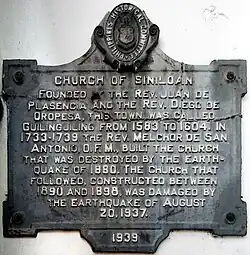 PHILIPPINES HISTORICAL COMMITTEE
CHURCH OF SINILOAN
FOUNDED BY THE REV. JUAN DE
PLASENCIA AND THE REV. DIEGO DE
OROPESA, THIS TOWN WAS CALLED
GUILINGUILING FROM 1583 TO 1604. IN
1733-1739 THE REV. MELCHOR DE SAN
ANTONIO, O.F.M., BUILT THE CHURCH
THAT WAS DESTROYED BY THE EARTH-
QUAKE OF 1880. THE CHURCH THAT
FOLLOWED, CONSTRUCTED BETWEEN
1890 AND 1898, WAS DAMAGED BY
THE EARTHQUAKE OF AUGUST
20, 1937.
1939